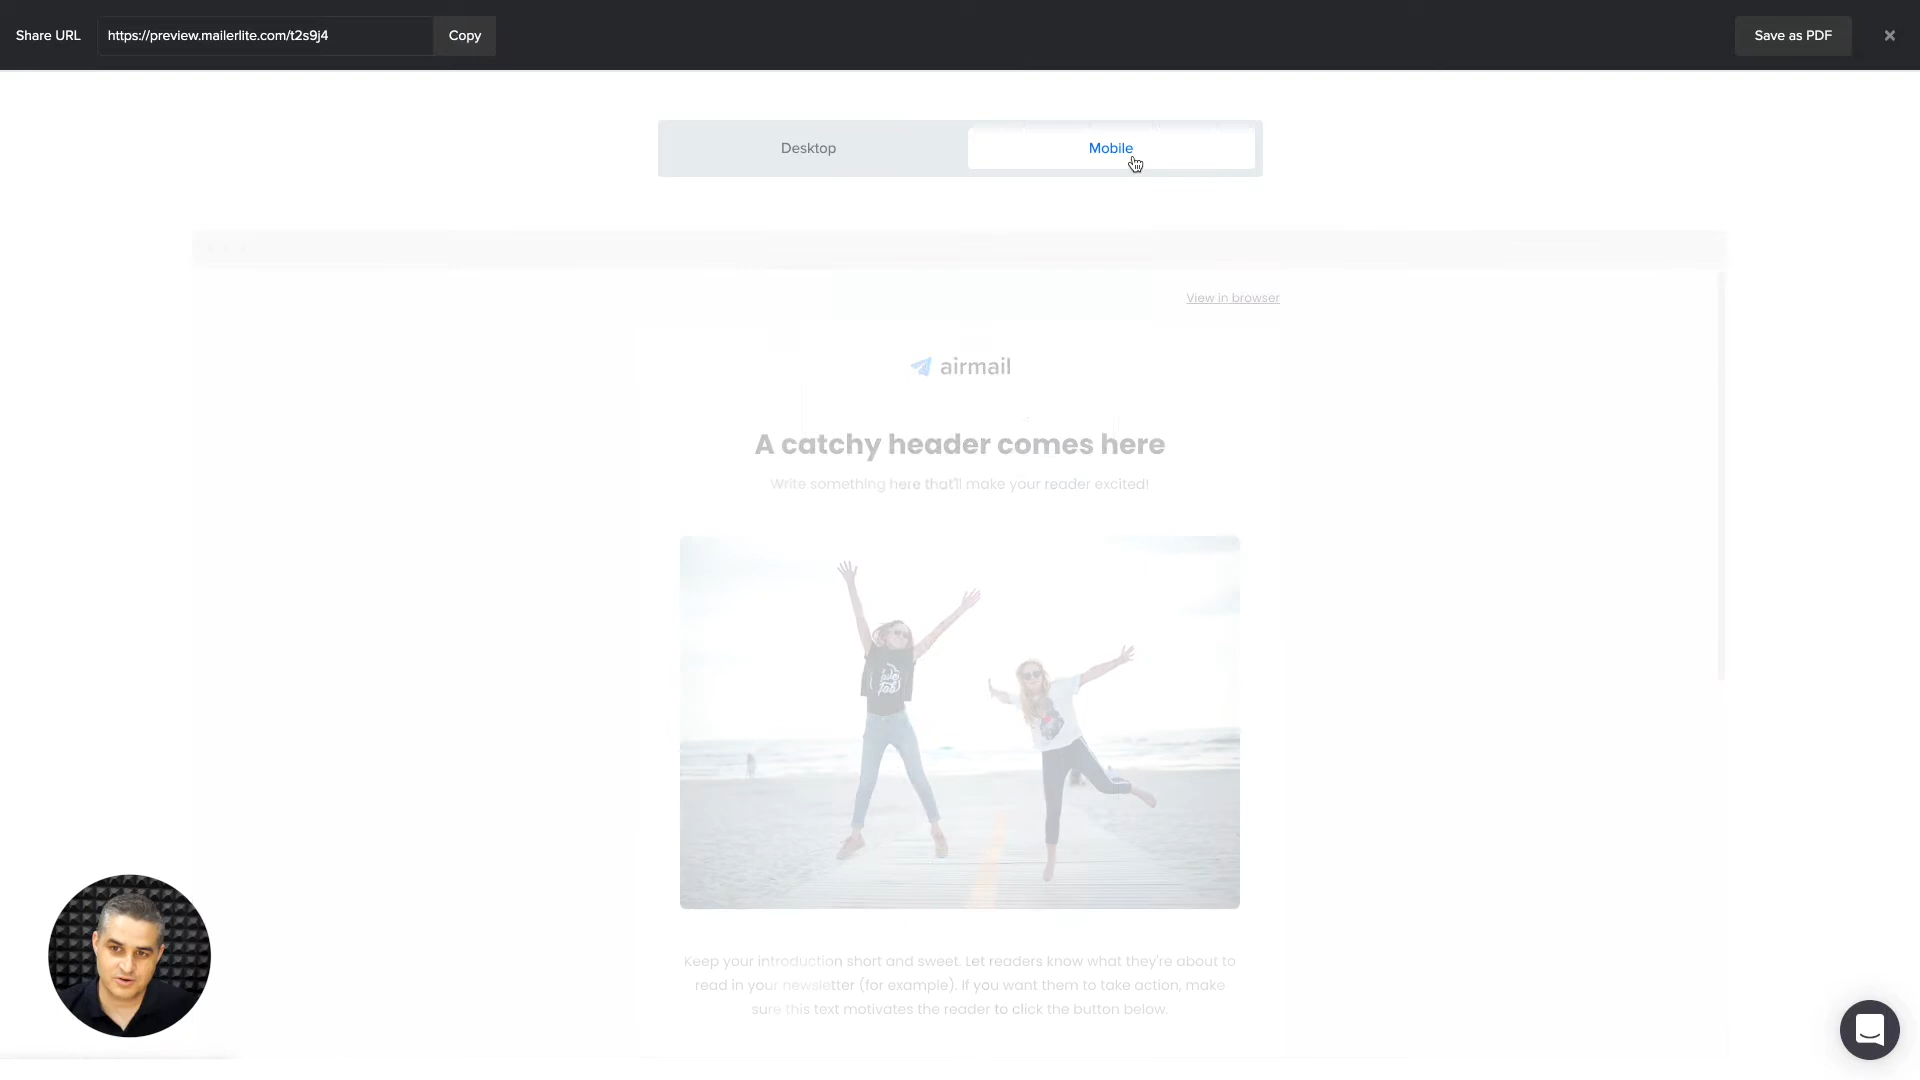 Share URL https://preview.mailerlite.com/t2s9j4 Copy Save as PDF
Desktop Mobile
View in browser
airmail
A catchy header comes here
Write something here that'll make your reader excited!
Keep your introduction short and sweet. Let readers know what they're about to
read in your newsletter (for example). If you want them to take action, make
sure this text motivates the reader to click the button below.